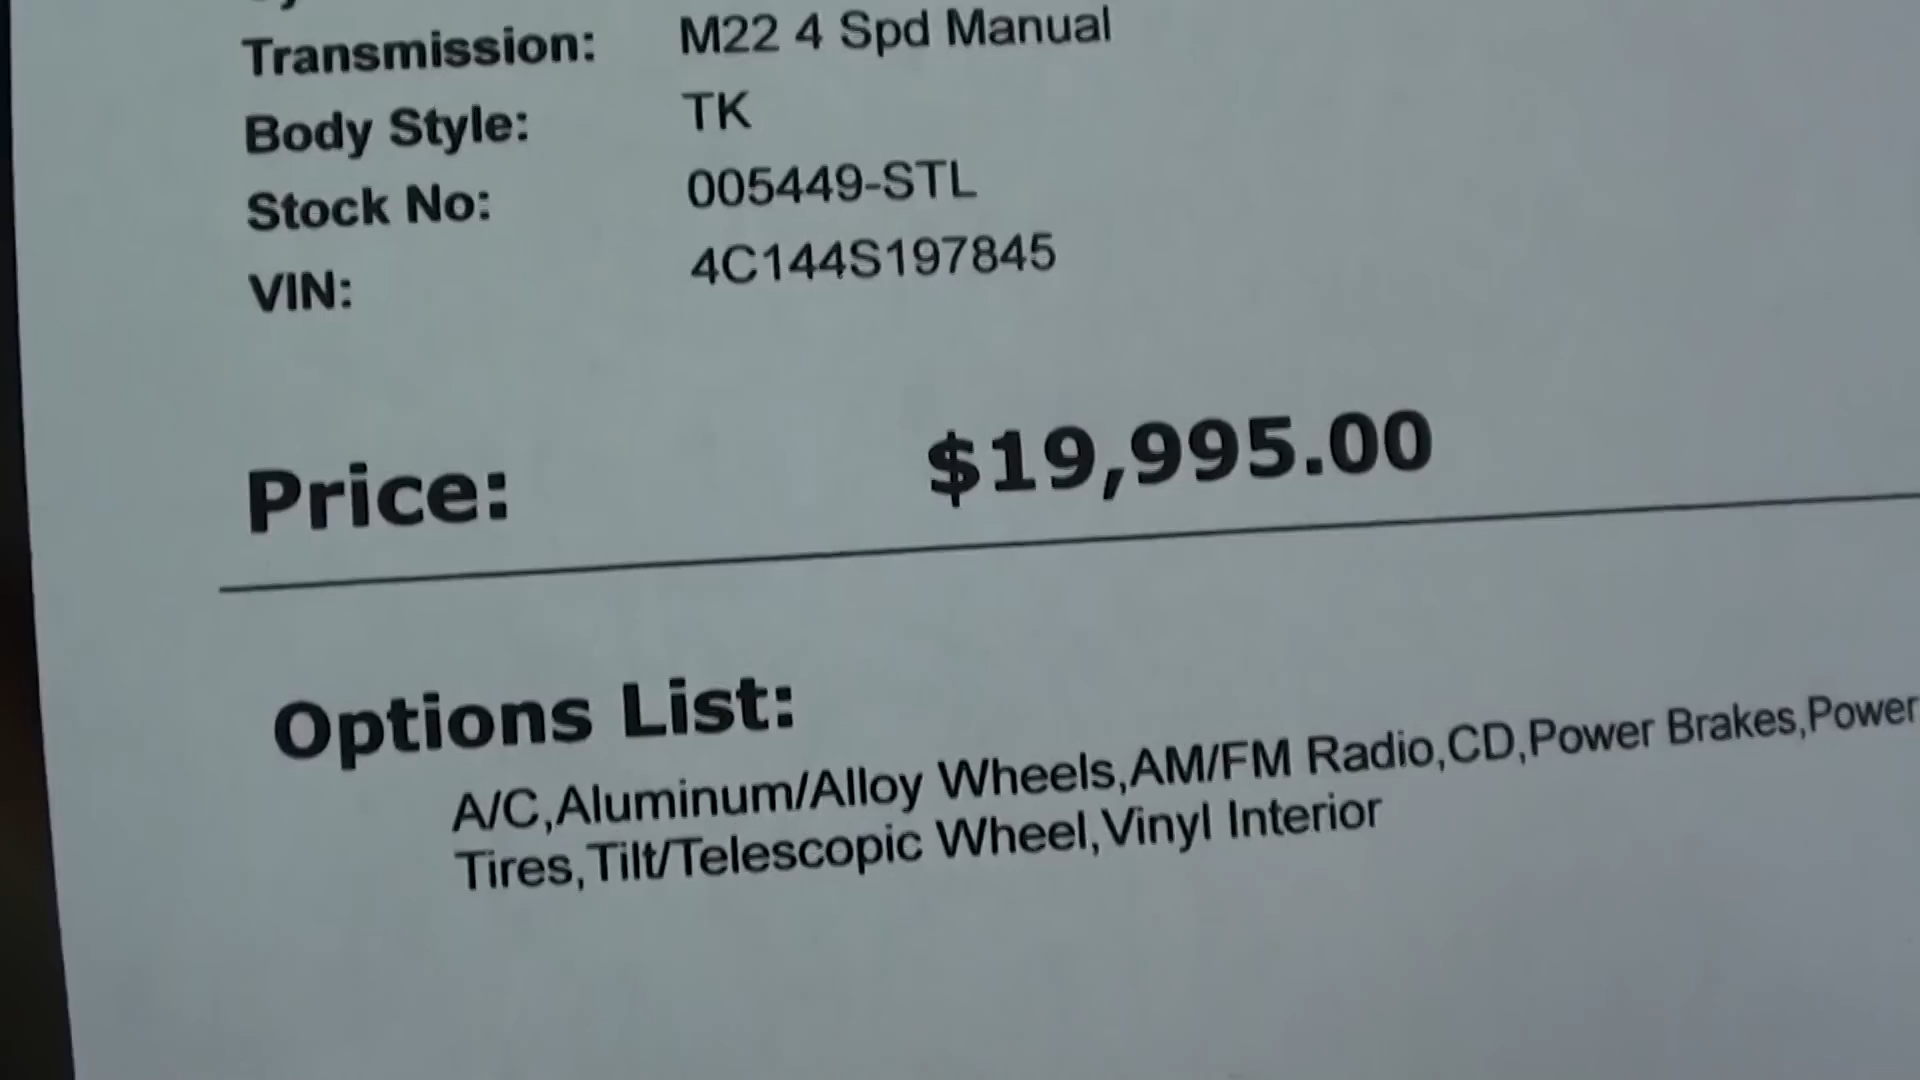 Transmission: M22 4 Spd Manual
Body Style: TK
Stock No: 005449-STL
VIN: 4C144S197845
Price: $19,995.00
Options List:
A/C,Aluminum/Alloy Wheels,AM/FM Radio,CD,Power Brakes,Power
Tires,Tilt/Telescopic Wheel,Vinyl Interior